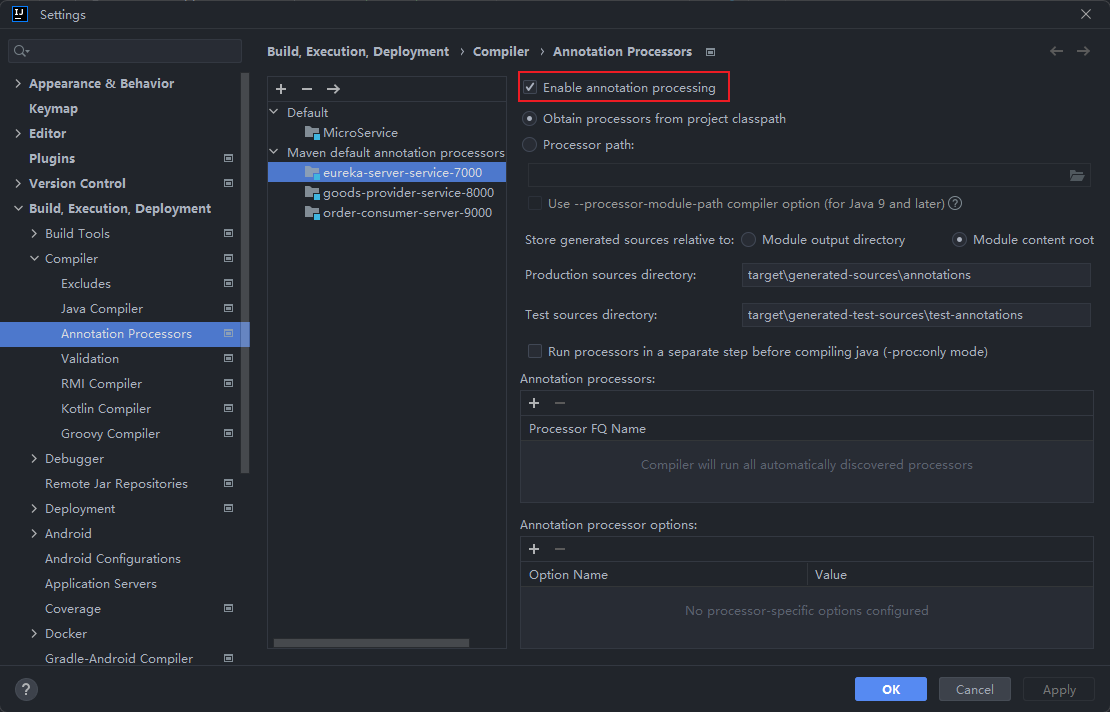 Settings
Appearance & Behavior
Keymap
Editor
Plugins
Version Control
Build, Execution, Deployment
Build Tools
Compiler
Excludes
Java Compiler
Annotation Processors
Validation
RMI Compiler
Kotlin Compiler
Groovy Compiler
Debugger
Remote Jar Repositories
Deployment
Android
Android Configurations
Application Servers
Coverage
Docker
Gradle-Android Compiler
Build, Execution, Deployment › Compiler › Annotation Processors
Default
MicroService
Maven default annotation processors
eureka-server-service-7000
goods-provider-service-8000
order-consumer-server-9000
Enable annotation processing
Obtain processors from project classpath
Processor path:
Use --processor-module-path compiler option (for Java 9 and later) ?
Store generated sources relative to: Module output directory Module content root
Production sources directory: target\generated-sources\annotations
Test sources directory: target\generated-test-sources\test-annotations
Run processors in a separate step before compiling java (-proc:only mode)
Annotation processors:
Processor FQ Name
Compiler will run all automatically discovered processors
Annotation processor options:
Option Name Value
No processor-specific options configured
? OK Cancel Apply